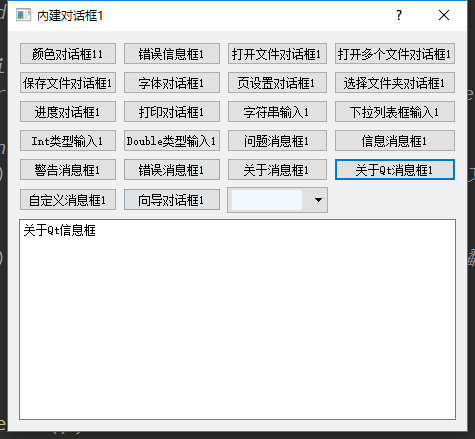 内建对话框1
颜色对话框11 错误信息框1 打开文件对话框1 打开多个文件对话框1
保存文件对话框1 字体对话框1 页设置对话框1 选择文件夹对话框1
进度对话框1 打印对话框1 字符串输入1 下拉列表框输入1
Int类型输入1 Double类型输入1 问题消息框1 信息消息框1
警告消息框1 错误消息框1 关于消息框1 关于Qt消息框1
自定义消息框1 向导对话框1
关于Qt信息框